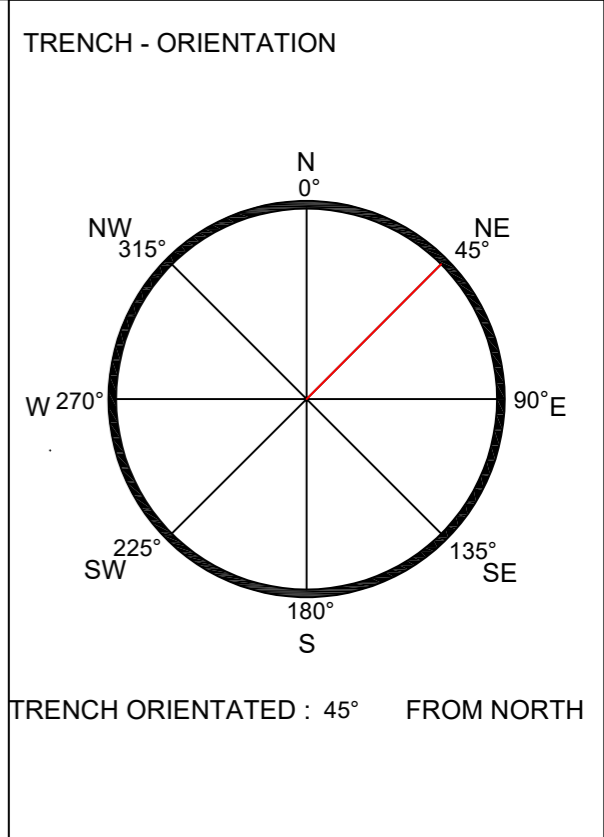 TRENCH - ORIENTATION
N
0°
NW
315°
NE
45°
W 270°
90° E
225°
SW
135°
SE
180°
S
TRENCH ORIENTATED : 45° FROM NORTH